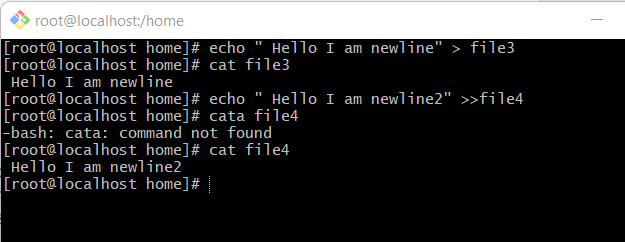 root@localhost:/home
[root@localhost home]# echo " Hello I am newline" > file3
[root@localhost home]# cat file3
 Hello I am newline
[root@localhost home]# echo " Hello I am newline2" >>file4
[root@localhost home]# cata file4
-bash: cata: command not found
[root@localhost home]# cat file4
 Hello I am newline2
[root@localhost home]#